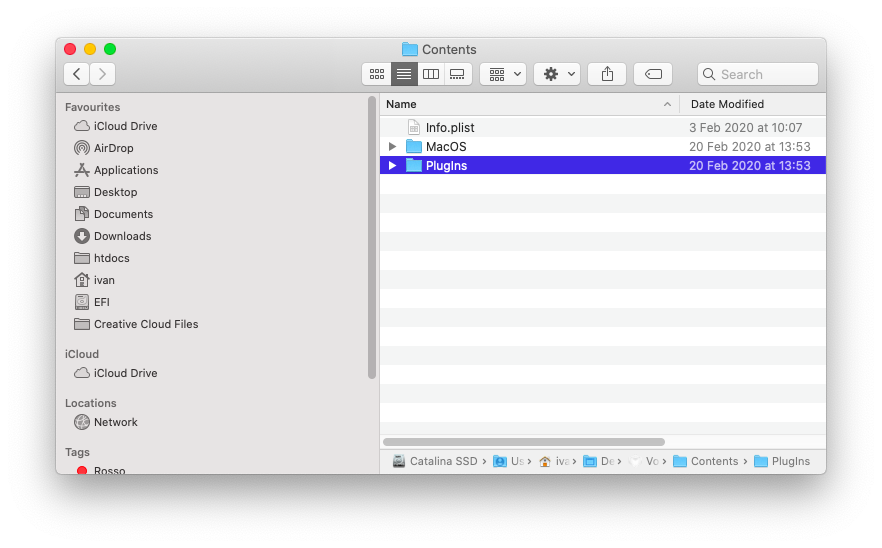 Contents
Search
Favourites
iCloud Drive
AirDrop
Applications
Desktop
Documents
Downloads
htdocs
ivan
EFI
Creative Cloud Files
iCloud
iCloud Drive
Locations
Network
Tags
Rosso
Name Date Modified
Info.plist 3 Feb 2020 at 10:07
MacOS 20 Feb 2020 at 13:53
PlugIns 20 Feb 2020 at 13:53
Catalina SSD › Us › iva › De › Vo › Contents › PlugIns